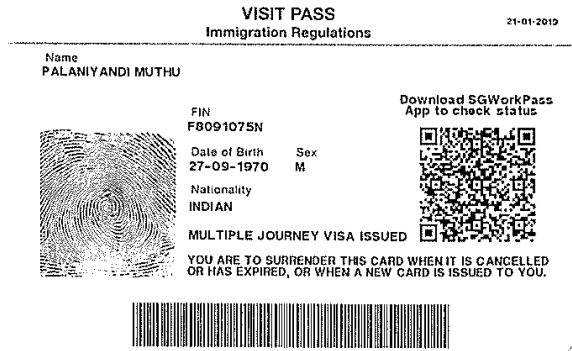 VISIT PASS
Immigration Regulations
21-01-2019
Name
PALANIYANDI MUTHU
Download SGWorkPass
App to check status
FIN
F8091075N
Date of Birth Sex
27-09-1970 M
Nationality
INDIAN
MULTIPLE JOURNEY VISA ISSUED
YOU ARE TO SURRENDER THIS CARD WHEN IT IS CANCELLED
OR HAS EXPIRED, OR WHEN A NEW CARD IS ISSUED TO YOU.